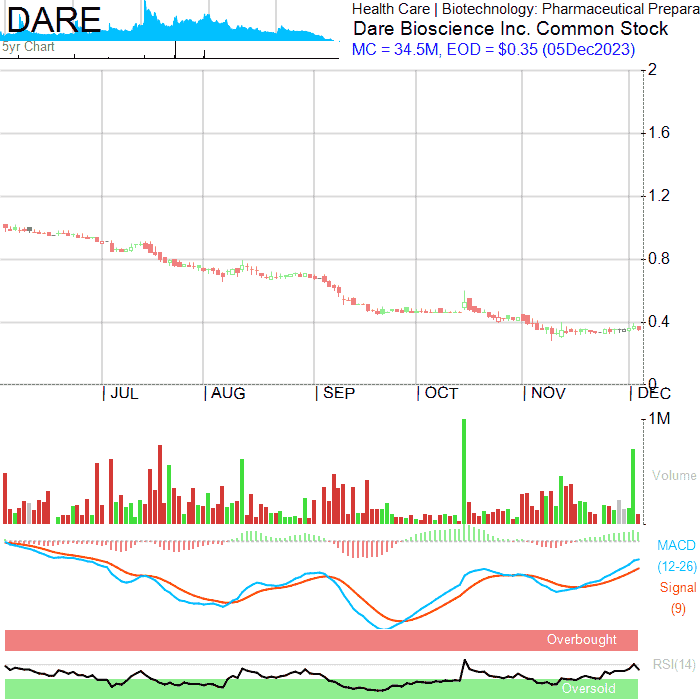 DARE
5yr Chart
Health Care | Biotechnology: Pharmaceutical Prepara
Dare Bioscience Inc. Common Stock
MC = 34.5M, EOD = $0.35 (05Dec2023)
2
1.6
1.2
0.8
0.4
0
| JUL | AUG | SEP | OCT | NOV | DEC
1M
Volume
MACD
(12-26)
Signal
(9)
Overbought
RSI(14)
Oversold